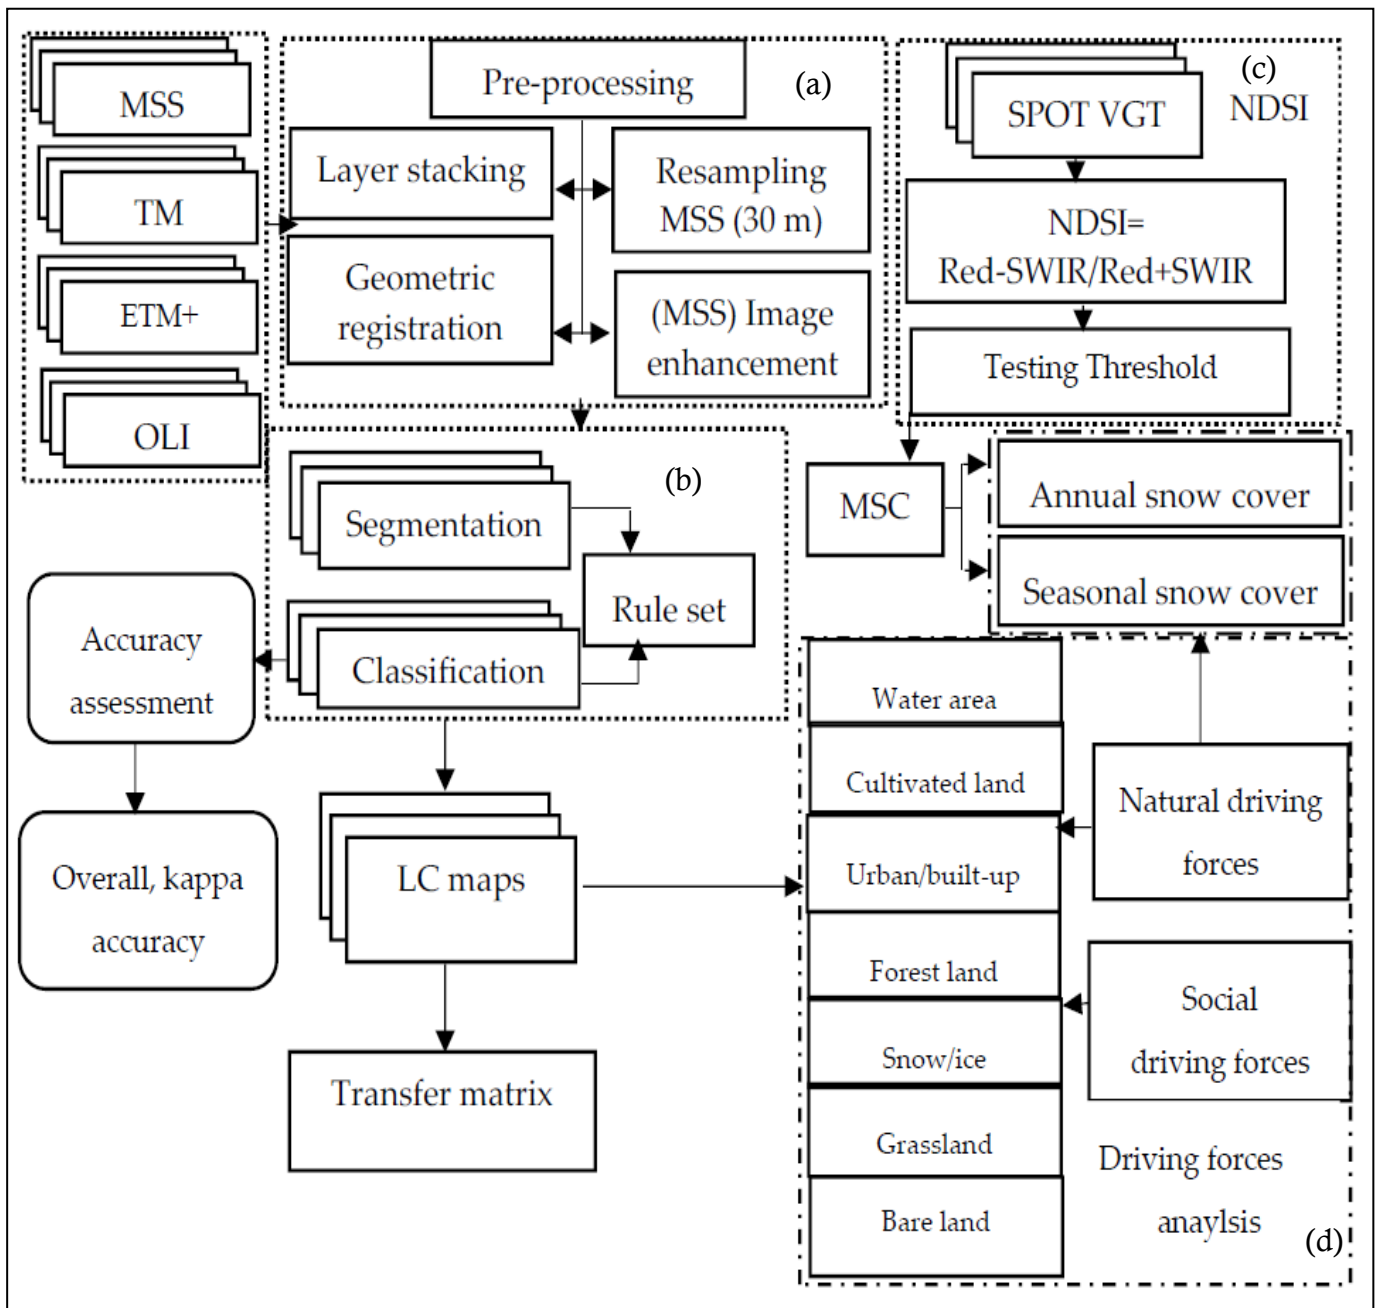 MSS
TM
ETM+
OLI
Pre-processing
(a)
Layer stacking
Resampling
MSS (30 m)
Geometric
registration
(MSS) Image
enhancement
(c)
SPOT VGT
NDSI
NDSI=
Red-SWIR/Red+SWIR
Testing Threshold
MSC
Annual snow cover
Seasonal snow cover
(b)
Segmentation
Rule set
Classification
Accuracy
assessment
Overall, kappa
accuracy
LC maps
Transfer matrix
Water area
Cultivated land
Urban/built-up
Forest land
Snow/ice
Grassland
Bare land
Natural driving
forces
Social
driving forces
Driving forces
anaylsis
(d)